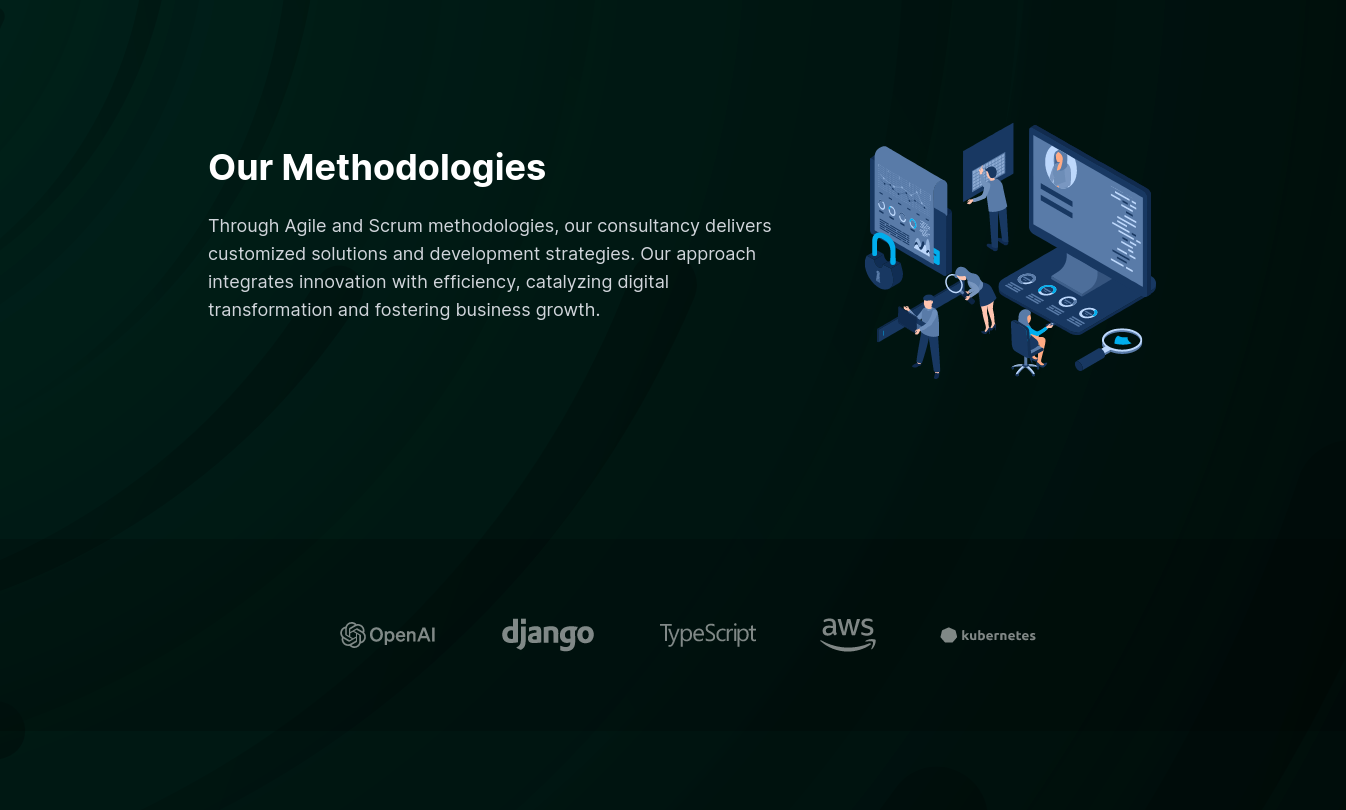 Our Methodologies
Through Agile and Scrum methodologies, our consultancy delivers
customized solutions and development strategies. Our approach
integrates innovation with efficiency, catalyzing digital
transformation and fostering business growth.
OpenAI
django
TypeScript
aws
kubernetes